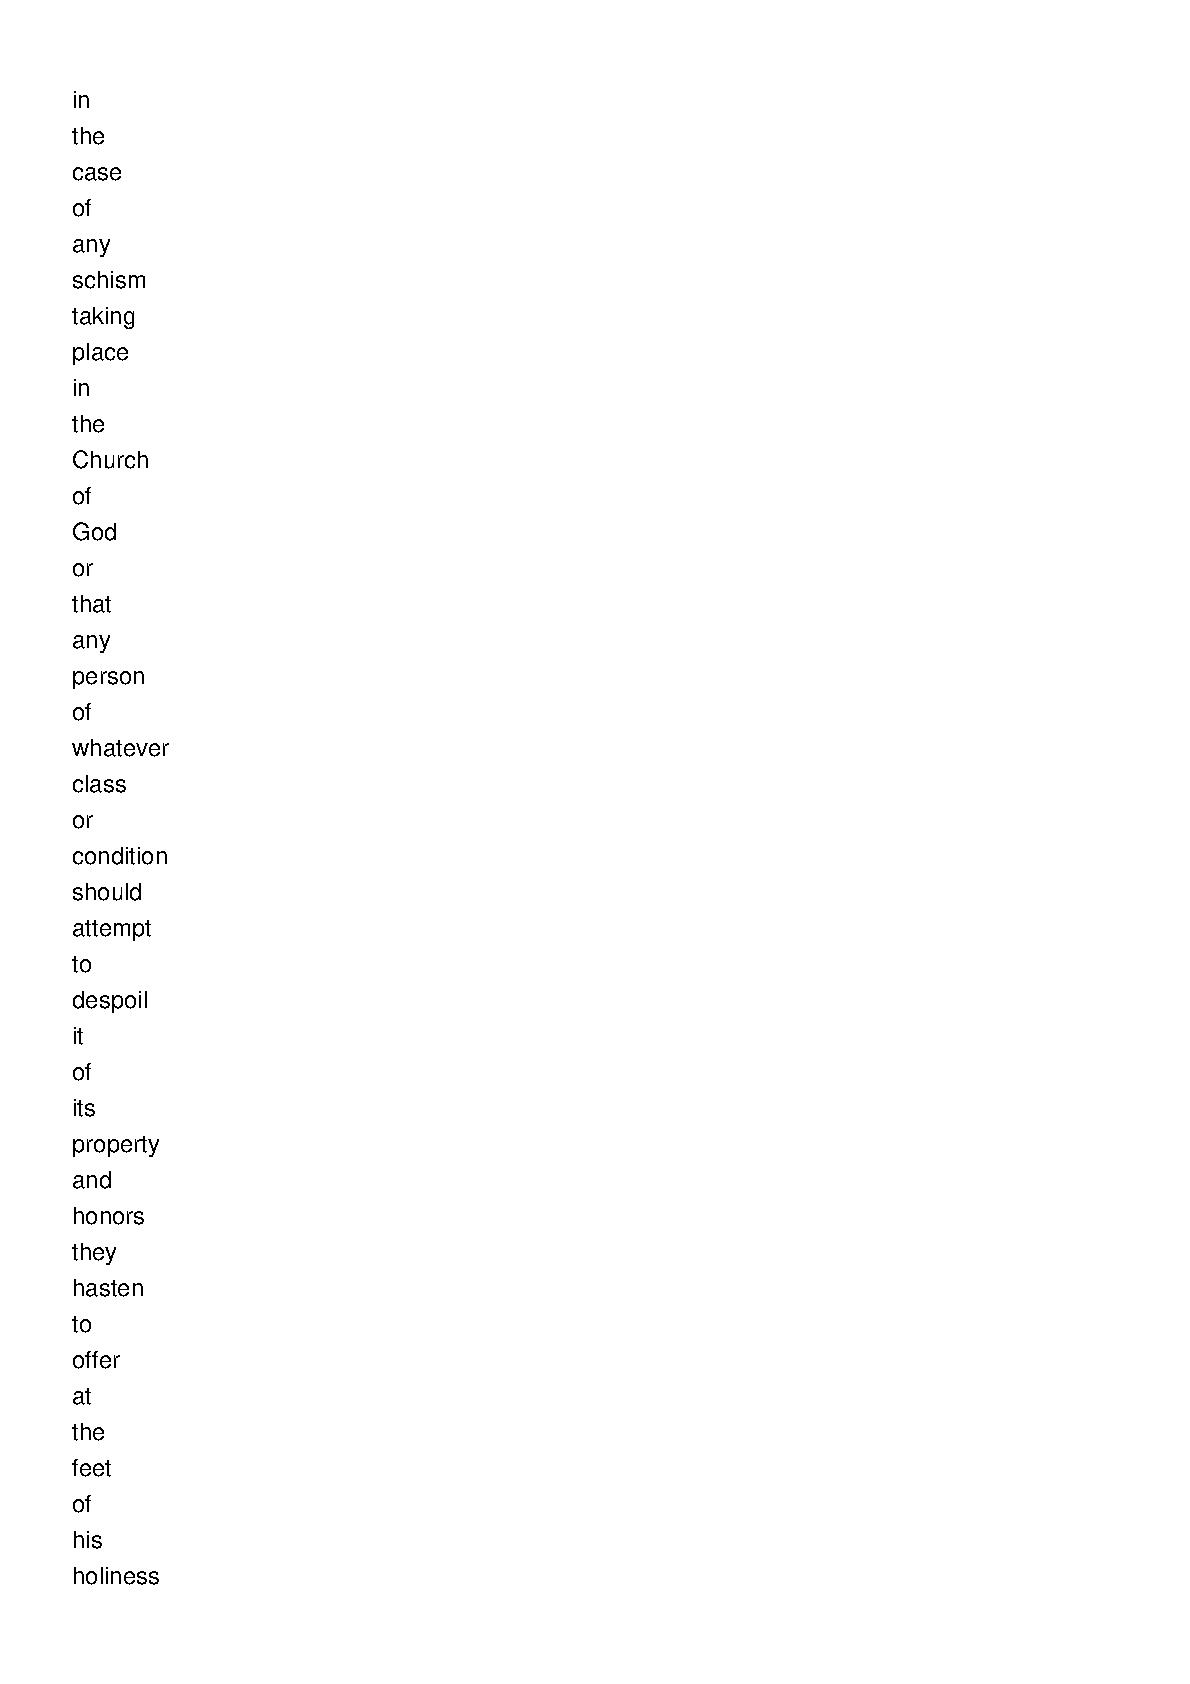 in
the
case
of
any
schism
taking
place
in
the
Church
of
God
or
that
any
person
of
whatever
class
or
condition
should
attempt
to
despoil
it
of
its
property
and
honors
they
hasten
to
offer
at
the
feet
of
his
holiness